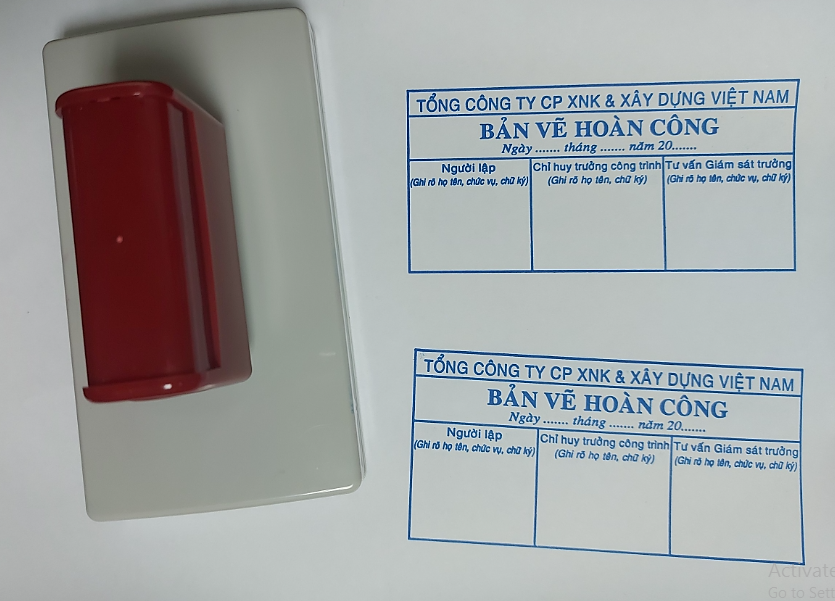 TỔNG CÔNG TY CP XNK & XÂY DỰNG VIỆT NAM
BẢN VẼ HOÀN CÔNG
Ngày ....... tháng ....... năm 20.......
Người lập
(Ghi rõ họ tên, chức vụ, chữ ký)
Chỉ huy trưởng công trình
(Ghi rõ họ tên, chữ ký)
Tư vấn Giám sát trưởng
(Ghi rõ họ tên, chức vụ, chữ ký)
TỔNG CÔNG TY CP XNK & XÂY DỰNG VIỆT NAM
BẢN VẼ HOÀN CÔNG
Ngày ....... tháng ....... năm 20.......
Người lập
(Ghi rõ họ tên, chức vụ, chữ ký)
Chỉ huy trưởng công trình
(Ghi rõ họ tên, chữ ký)
Tư vấn Giám sát trưởng
(Ghi rõ họ tên, chức vụ, chữ ký)
Activate
Go to Sett